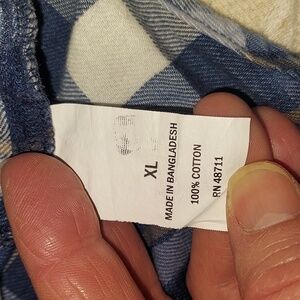 XL
MADE IN BANGLADESH
100% COTTON
RN 48711